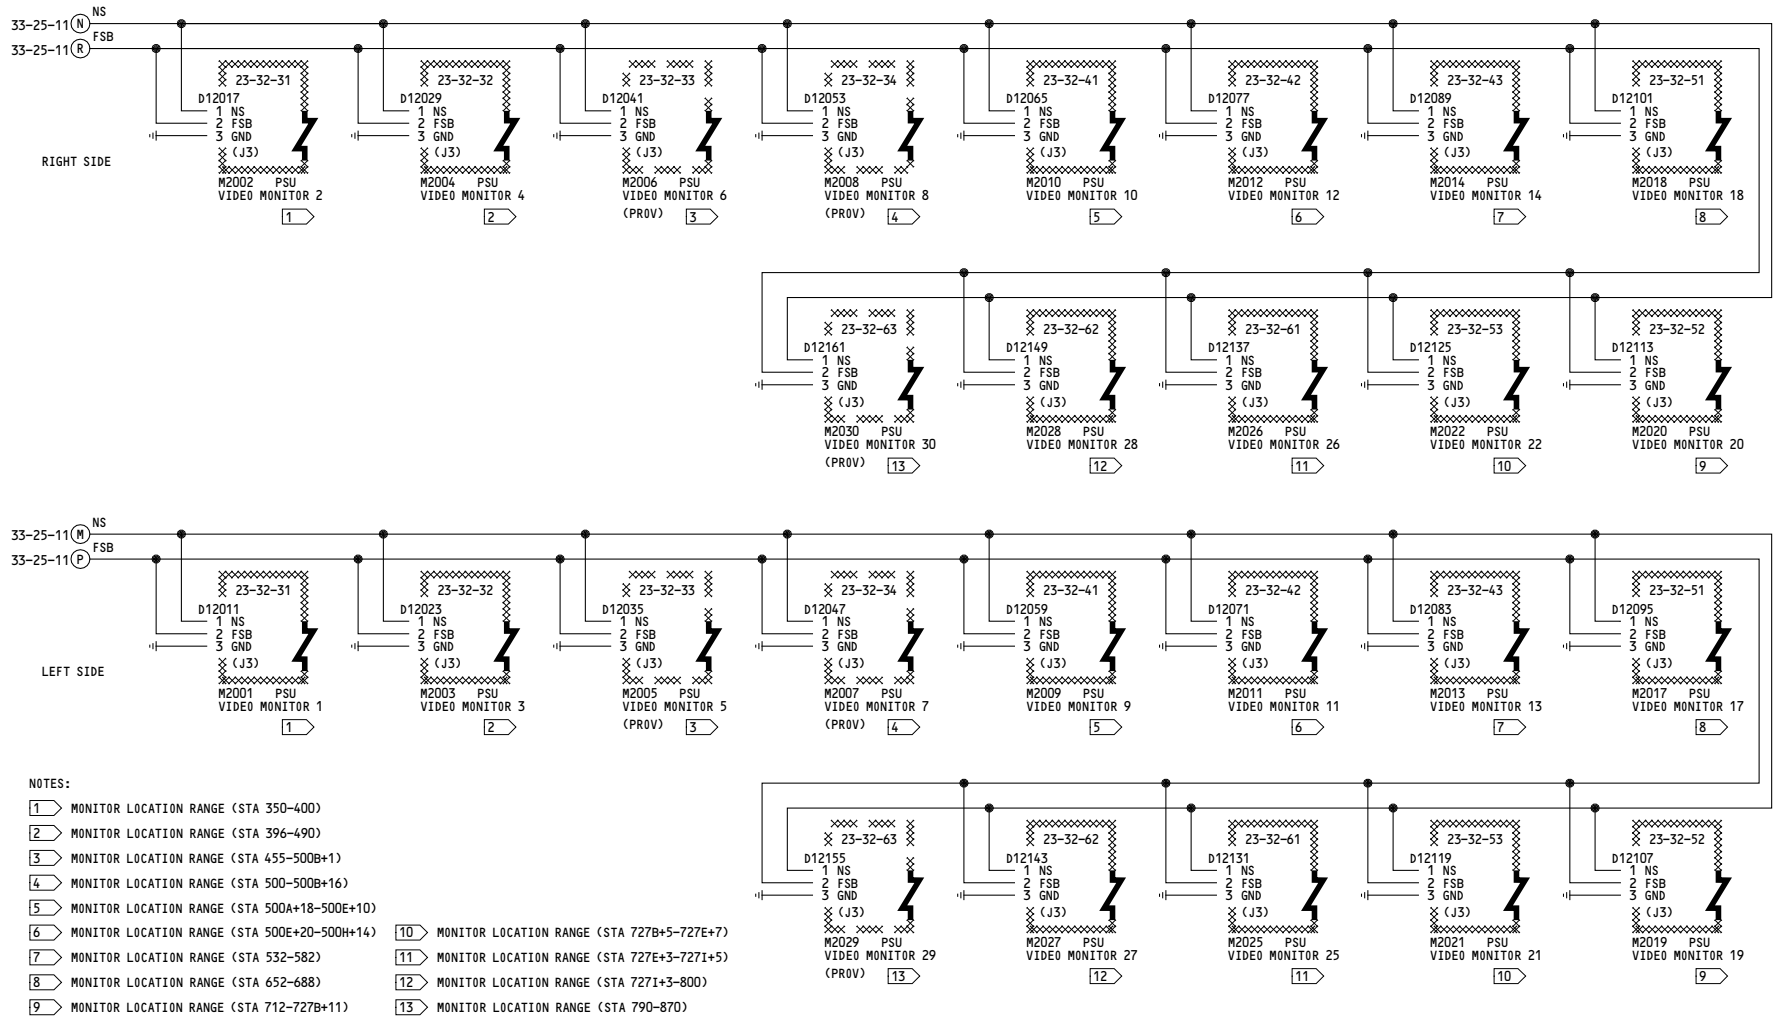 NS
33-25-11 N
FSB
33-25-11 R
RIGHT SIDE
23-32-31
D12017
1 NS
2 FSB
3 GND
(J3)
M2002 PSU
VIDEO MONITOR 2
1
23-32-32
D12029
1 NS
2 FSB
3 GND
(J3)
M2004 PSU
VIDEO MONITOR 4
2
23-32-33
D12041
1 NS
2 FSB
3 GND
(J3)
M2006 PSU
VIDEO MONITOR 6
(PROV) 3
23-32-34
D12053
1 NS
2 FSB
3 GND
(J3)
M2008 PSU
VIDEO MONITOR 8
(PROV) 4
23-32-41
D12065
1 NS
2 FSB
3 GND
(J3)
M2010 PSU
VIDEO MONITOR 10
5
23-32-42
D12077
1 NS
2 FSB
3 GND
(J3)
M2012 PSU
VIDEO MONITOR 12
6
23-32-43
D12089
1 NS
2 FSB
3 GND
(J3)
M2014 PSU
VIDEO MONITOR 14
7
23-32-51
D12101
1 NS
2 FSB
3 GND
(J3)
M2018 PSU
VIDEO MONITOR 18
8
23-32-63
D12161
1 NS
2 FSB
3 GND
(J3)
M2030 PSU
VIDEO MONITOR 30
(PROV) 13
23-32-62
D12149
1 NS
2 FSB
3 GND
(J3)
M2028 PSU
VIDEO MONITOR 28
12
23-32-61
D12137
1 NS
2 FSB
3 GND
(J3)
M2026 PSU
VIDEO MONITOR 26
11
23-32-53
D12125
1 NS
2 FSB
3 GND
(J3)
M2022 PSU
VIDEO MONITOR 22
10
23-32-52
D12113
1 NS
2 FSB
3 GND
(J3)
M2020 PSU
VIDEO MONITOR 20
9
NS
33-25-11 M
FSB
33-25-11 P
LEFT SIDE
23-32-31
D12011
1 NS
2 FSB
3 GND
(J3)
M2001 PSU
VIDEO MONITOR 1
1
23-32-32
D12023
1 NS
2 FSB
3 GND
(J3)
M2003 PSU
VIDEO MONITOR 3
2
23-32-33
D12035
1 NS
2 FSB
3 GND
(J3)
M2005 PSU
VIDEO MONITOR 5
(PROV) 3
23-32-34
D12047
1 NS
2 FSB
3 GND
(J3)
M2007 PSU
VIDEO MONITOR 7
(PROV) 4
23-32-41
D12059
1 NS
2 FSB
3 GND
(J3)
M2009 PSU
VIDEO MONITOR 9
5
23-32-42
D12071
1 NS
2 FSB
3 GND
(J3)
M2011 PSU
VIDEO MONITOR 11
6
23-32-43
D12083
1 NS
2 FSB
3 GND
(J3)
M2013 PSU
VIDEO MONITOR 13
7
23-32-51
D12095
1 NS
2 FSB
3 GND
(J3)
M2017 PSU
VIDEO MONITOR 17
8
23-32-63
D12155
1 NS
2 FSB
3 GND
(J3)
M2029 PSU
VIDEO MONITOR 29
(PROV) 13
23-32-62
D12143
1 NS
2 FSB
3 GND
(J3)
M2027 PSU
VIDEO MONITOR 27
12
23-32-61
D12131
1 NS
2 FSB
3 GND
(J3)
M2025 PSU
VIDEO MONITOR 25
11
23-32-53
D12119
1 NS
2 FSB
3 GND
(J3)
M2021 PSU
VIDEO MONITOR 21
10
23-32-52
D12107
1 NS
2 FSB
3 GND
(J3)
M2019 PSU
VIDEO MONITOR 19
9
NOTES:
1 MONITOR LOCATION RANGE (STA 350-400)
2 MONITOR LOCATION RANGE (STA 396-490)
3 MONITOR LOCATION RANGE (STA 455-500B+1)
4 MONITOR LOCATION RANGE (STA 500-500B+16)
5 MONITOR LOCATION RANGE (STA 500A+18-500E+10)
6 MONITOR LOCATION RANGE (STA 500E+20-500H+14)
7 MONITOR LOCATION RANGE (STA 532-582)
8 MONITOR LOCATION RANGE (STA 652-688)
9 MONITOR LOCATION RANGE (STA 712-727B+11)
10 MONITOR LOCATION RANGE (STA 727B+5-727E+7)
11 MONITOR LOCATION RANGE (STA 727E+3-727I+5)
12 MONITOR LOCATION RANGE (STA 727I+3-800)
13 MONITOR LOCATION RANGE (STA 790-870)